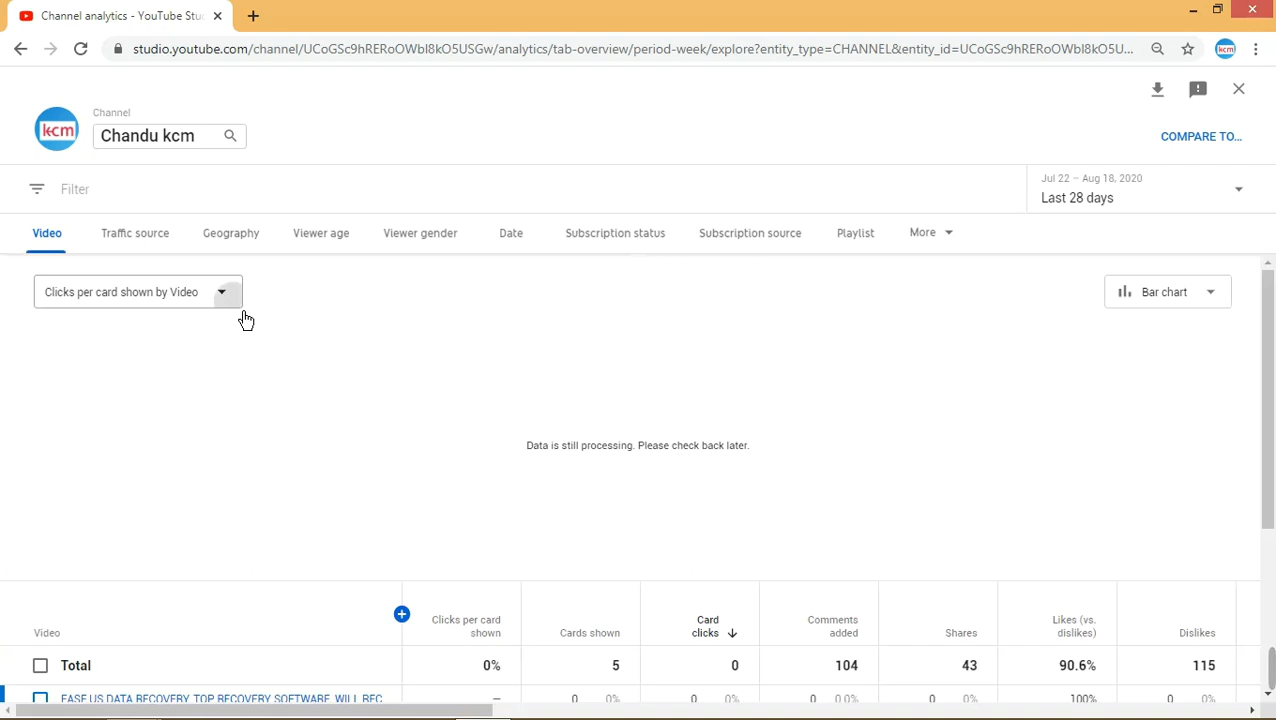 Channel analytics - YouTube Stu
studio.youtube.com/channel/UCoGSc9hRERoOWbI8kO5USGw/analytics/tab-overview/period-week/explore?entity_type=CHANNEL&entity_id=UCoGSc9hRERoOWbI8kO5U...
kcm
kcm
Channel
Chandu kcm
COMPARE TO...
Filter
Jul 22 – Aug 18, 2020
Last 28 days
Video Traffic source Geography Viewer age Viewer gender Date Subscription status Subscription source Playlist More
Clicks per card shown by Video
Bar chart
Data is still processing. Please check back later.
Video
Clicks per card shown
Cards shown
Card clicks
Comments added
Shares
Likes (vs. dislikes)
Dislikes
Total 0% 5 0 104 43 90.6% 115
EASE US DATA RECOVERY TOP RECOVERY SOFTWARE WILL REC — 0 0% 0 0% 0 0.0% 0 0% 100% 0 0%